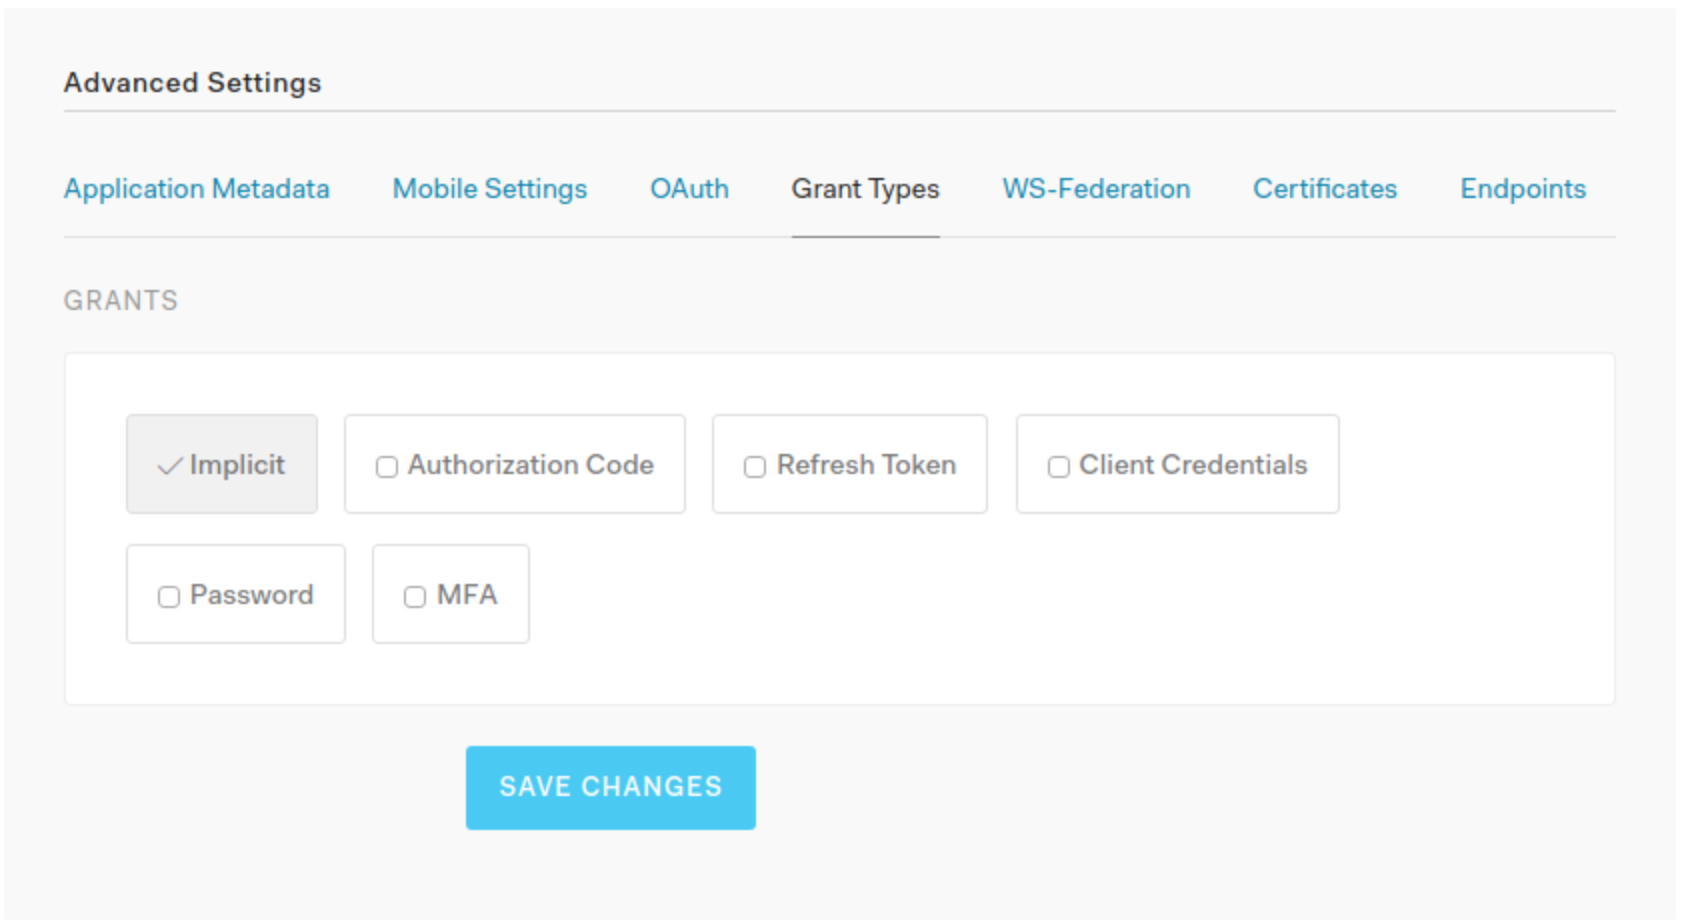 Advanced Settings
Application Metadata Mobile Settings OAuth Grant Types WS-Federation Certificates Endpoints
GRANTS
Implicit Authorization Code Refresh Token Client Credentials
Password MFA
SAVE CHANGES